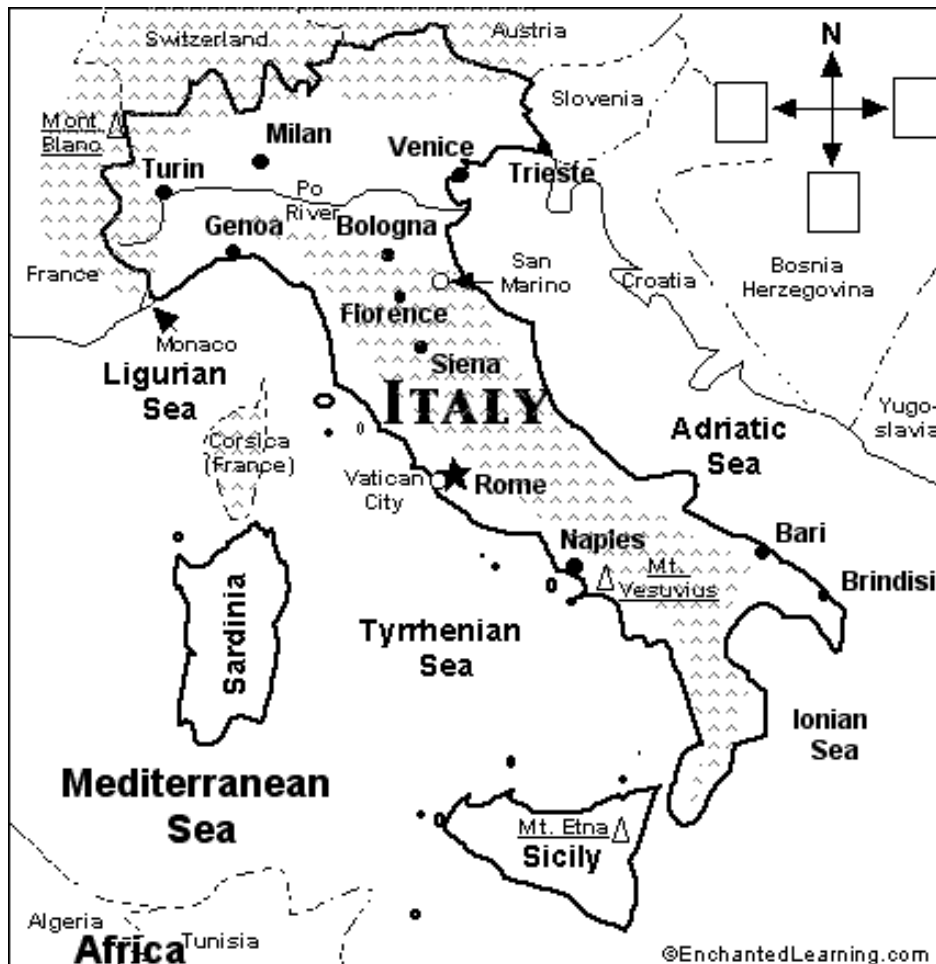 Switzerland
Austria
N
Slovenia
Mont
Blanc
Milan
Venice
Trieste
Turin
Po
River
Genoa
Bologna
San
Marino
France
Croatia
Bosnia
Herzegovina
Florence
Monaco
Siena
Ligurian
Sea
ITALY
Yugo-
slavia
Adriatic
Sea
Corsica
(France)
Vatican
City
Rome
Naples
Bari
Mt.
Vesuvius
Brindisi
Sardinia
Tyrrhenian
Sea
Ionian
Sea
Mediterranean
Sea
Mt. Etna
Sicily
Algeria
Tunisia
Africa
©EnchantedLearning.com